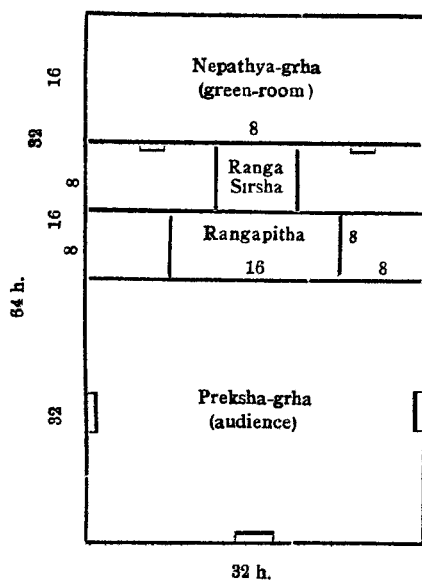 16
Nepathya-grha
(green-room)
8
32
8
Ranga
Sirsha
16
8
Rangapitha
8
16
8
64 h.
32
Preksha-grha
(audience)
32 h.